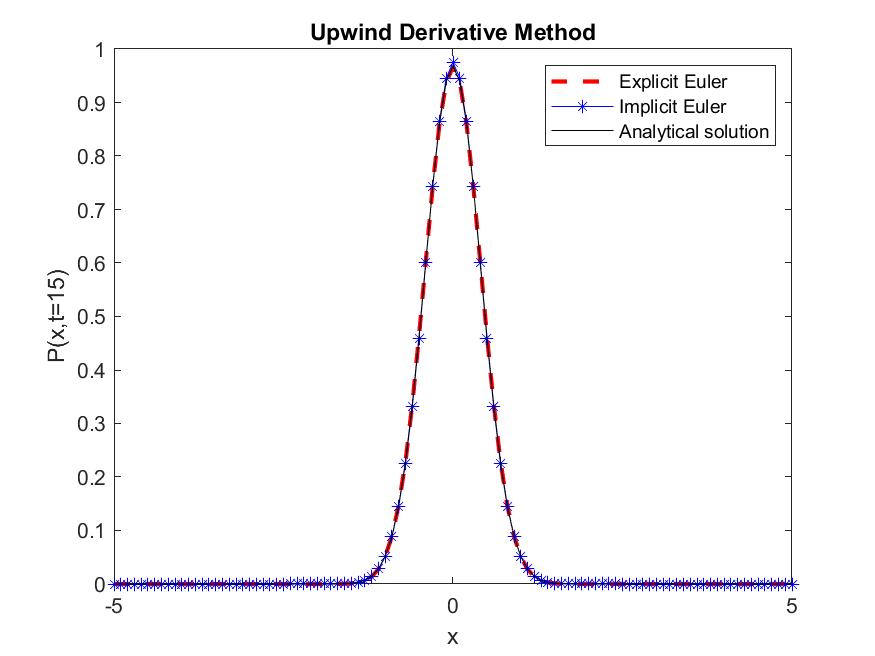 Upwind Derivative Method
Explicit Euler
Implicit Euler
Analytical solution
P(x,t=15)
1
0.9
0.8
0.7
0.6
0.5
0.4
0.3
0.2
0.1
0
-5
0
5
x